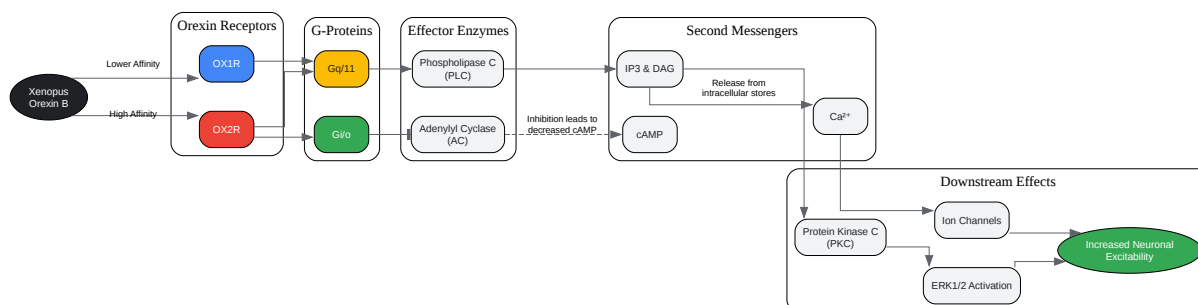 Orexin Receptors
G-Proteins
Effector Enzymes
Second Messengers
Xenopus
Orexin B
Lower Affinity
High Affinity
OX1R
OX2R
Gq/11
Gi/o
Phospholipase C
(PLC)
Adenylyl Cyclase
(AC)
Inhibition leads to
decreased cAMP
IP3 & DAG
cAMP
Release from
intracellular stores
Ca²⁺
Downstream Effects
Protein Kinase C
(PKC)
Ion Channels
ERK1/2 Activation
Increased Neuronal
Excitability